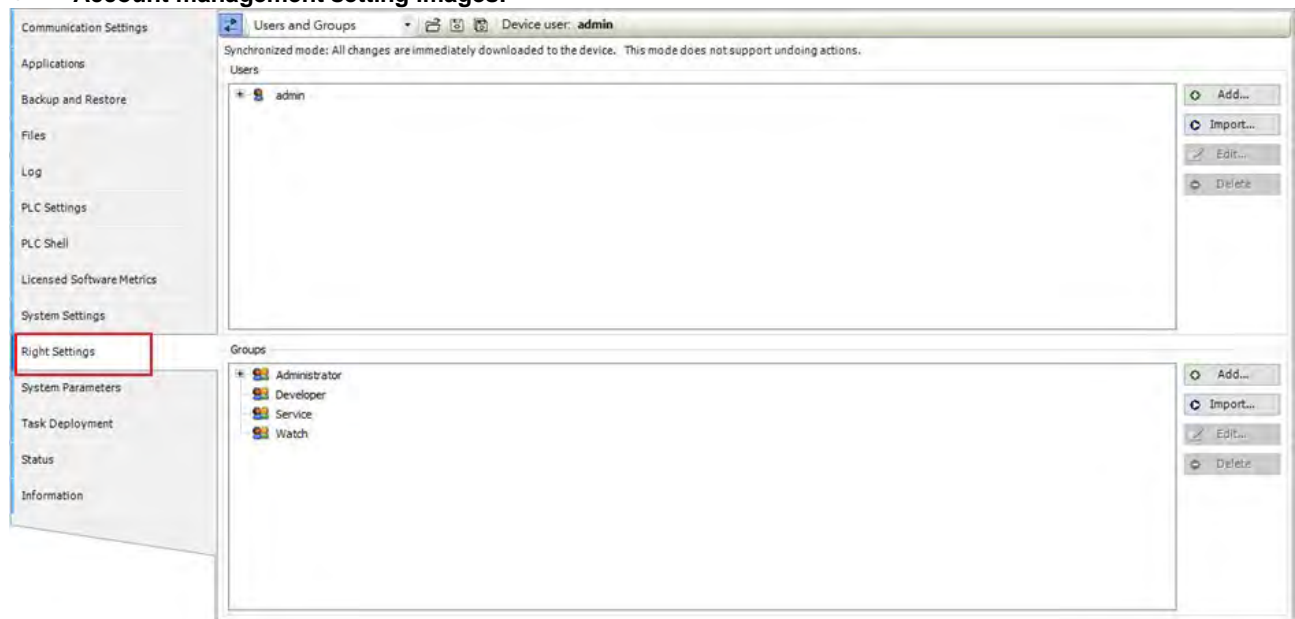 Account management setting images:
Communication Settings
Applications
Backup and Restore
Files
Log
PLC Settings
PLC Shell
Licensed Software Metrics
System Settings
Right Settings
System Parameters
Task Deployment
Status
Information
Users and Groups
Device user: admin
Synchronized mode: All changes are immediately downloaded to the device. This mode does not support undoing actions.
Users
admin
Add...
Import...
Edit...
Delete
Groups
Administrator
Developer
Service
Watch
Add...
Import...
Edit...
Delete